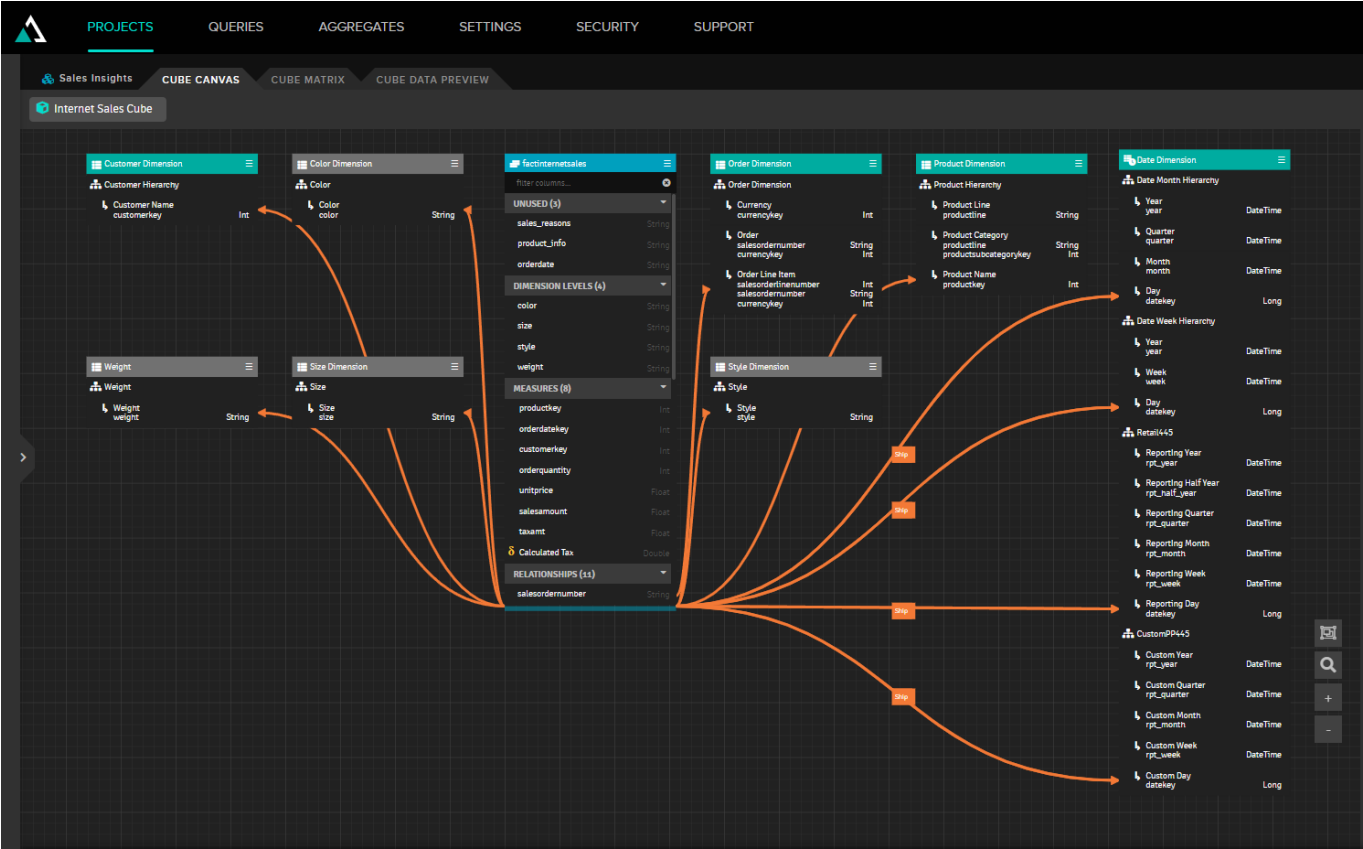 PROJECTS QUERIES AGGREGATES SETTINGS SECURITY SUPPORT
Sales Insights CUBE CANVAS CUBE MATRIX CUBE DATA PREVIEW
Internet Sales Cube
Customer Dimension
Customer Hierarchy
Customer Name
customerkey Int
Color Dimension
Color
Color
color String
Weight
Weight
Weight
weight String
Size Dimension
Size
Size
size String
factinternetsales
filter columns...
UNUSED (3)
sales_reasons String
product_info String
orderdate String
DIMENSION LEVELS (4)
color String
size String
style String
weight String
MEASURES (8)
productkey Int
orderdatekey Int
customerkey Int
orderquantity Int
unitprice Float
salesamount Float
taxamt Float
δ Calculated Tax Double
RELATIONSHIPS (11)
salesordernumber String
Order Dimension
Order Dimension
Currency
currencykey Int
Order
salesordernumber String
currencykey Int
Order Line Item
salesorderlinenumber Int
salesordernumber String
currencykey Int
Style Dimension
Style
Style
style String
Product Dimension
Product Hierarchy
Product Line
productline String
Product Category
productline String
productsubcategorykey Int
Product Name
productkey Int
Ship
Ship
Ship
Ship
Date Dimension
Date Month Hierarchy
Year
year DateTime
Quarter
quarter DateTime
Month
month DateTime
Day
datekey Long
Date Week Hierarchy
Year
year DateTime
Week
week DateTime
Day
datekey Long
Retail445
Reporting Year
rpt_year DateTime
Reporting Half Year
rpt_half_year DateTime
Reporting Quarter
rpt_quarter DateTime
Reporting Month
rpt_month DateTime
Reporting Week
rpt_week DateTime
Reporting Day
datekey Long
CustomPP445
Custom Year
rpt_year DateTime
Custom Quarter
rpt_quarter DateTime
Custom Month
rpt_month DateTime
Custom Week
rpt_week DateTime
Custom Day
datekey Long